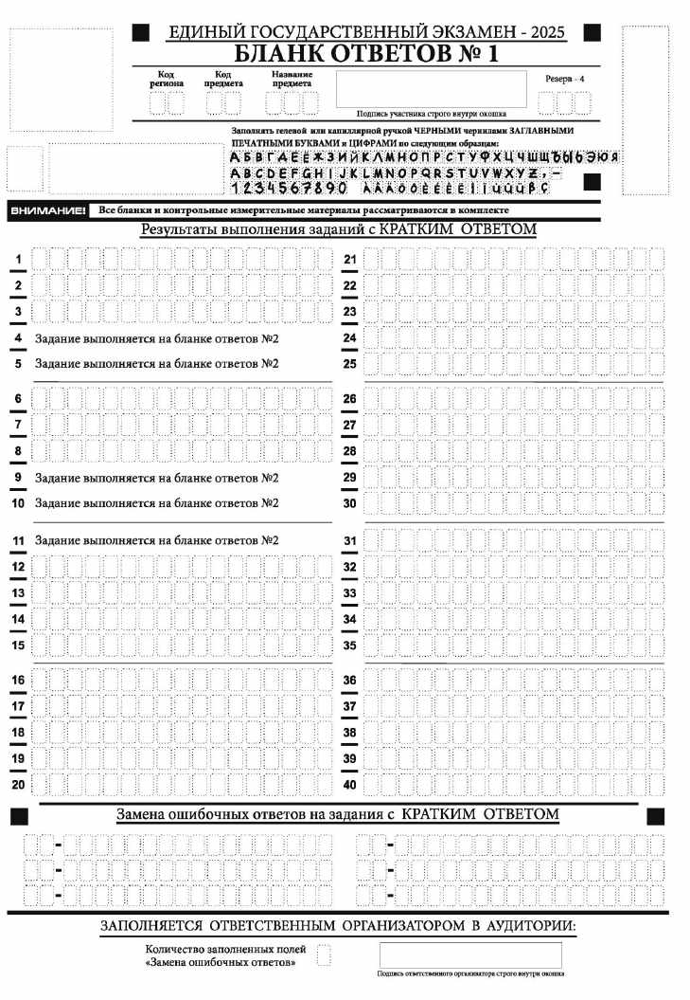 ЕДИНЫЙ ГОСУДАРСТВЕННЫЙ ЭКЗАМЕН - 2025
БЛАНК ОТВЕТОВ № 1
Код региона
Код предмета
Название предмета
Резерв - 4
Подпись участника строго внутри окошка
Заполнять гелевой или капиллярной ручкой ЧЕРНЫМИ чернилами ЗАГЛАВНЫМИ
ПЕЧАТНЫМИ БУКВАМИ и ЦИФРАМИ по следующим образцам:
АБВГДЕЁЖЗИЙКЛМНОПРСТУФХЦЧШЩЪЫЬЭЮЯ
ABCDEFGHIJKLMNOPQRSTUVWXYZ,-
1234567890
ВНИМАНИЕ! Все бланки и контрольные измерительные материалы рассматриваются в комплекте
Результаты выполнения заданий с КРАТКИМ ОТВЕТОМ
1
2
3
4 Задание выполняется на бланке ответов №2
5 Задание выполняется на бланке ответов №2
6
7
8
9 Задание выполняется на бланке ответов №2
10 Задание выполняется на бланке ответов №2
11 Задание выполняется на бланке ответов №2
12
13
14
15
16
17
18
19
20
21
22
23
24
25
26
27
28
29
30
31
32
33
34
35
36
37
38
39
40
Замена ошибочных ответов на задания с КРАТКИМ ОТВЕТОМ
- -
- -
- -
ЗАПОЛНЯЕТСЯ ОТВЕТСТВЕННЫМ ОРГАНИЗАТОРОМ В АУДИТОРИИ:
Количество заполненных полей
«Замена ошибочных ответов»
Подпись ответственного организатора строго внутри окошка